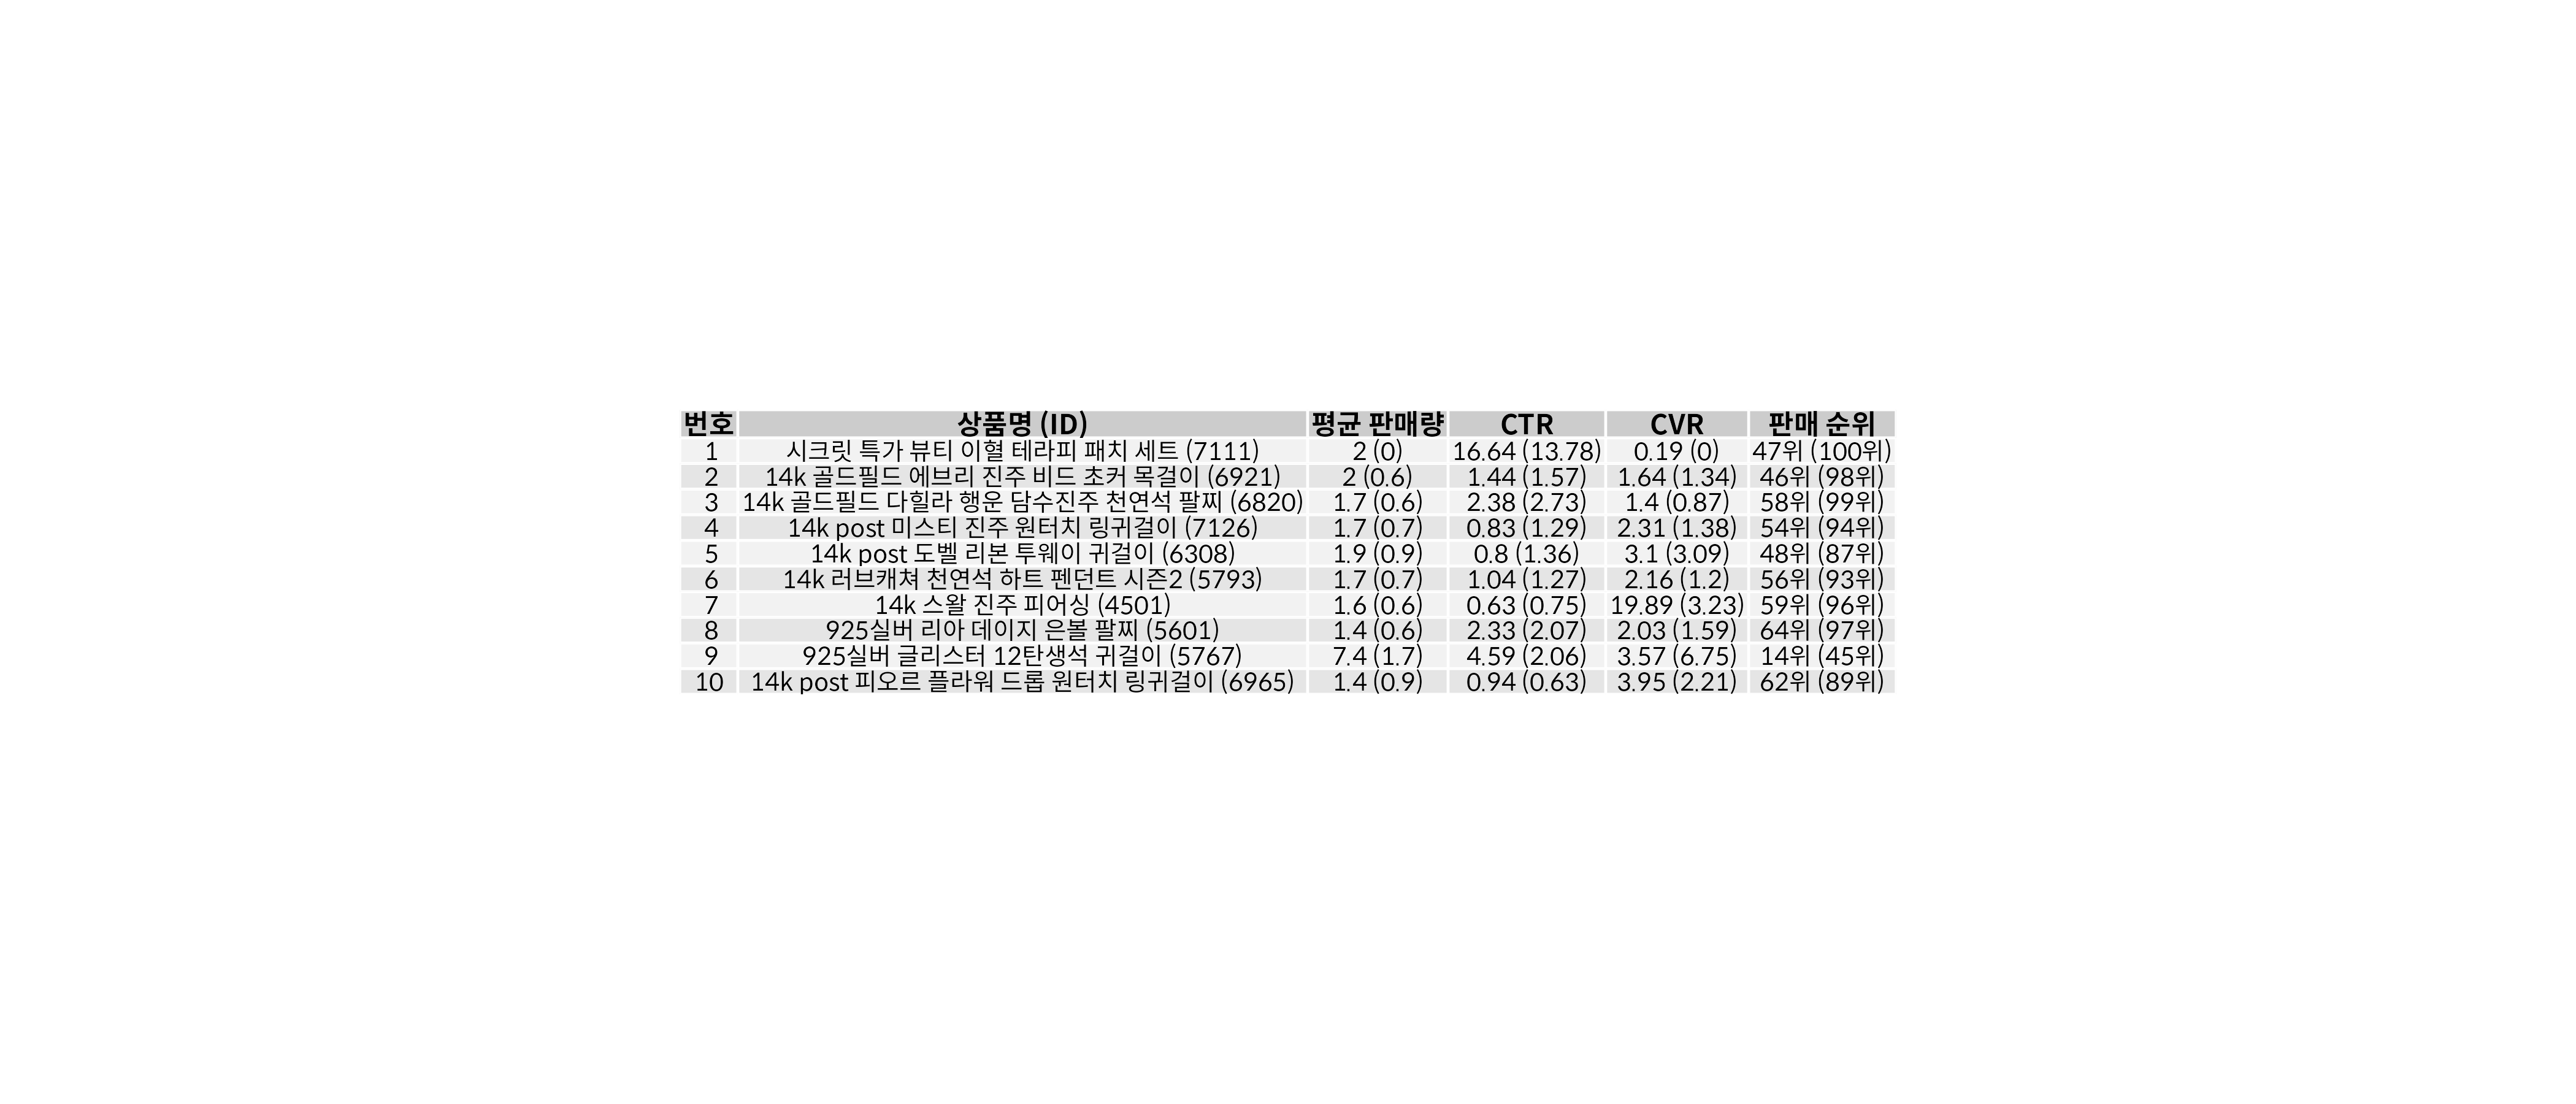 번호 상품명 (ID) 평균 판매량 CTR CVR 판매 순위
1 시크릿 특가 뷰티 이혈 테라피 패치 세트 (7111) 2 (0) 16.64 (13.78) 0.19 (0) 47위 (100위)
2 14k 골드필드 에브리 진주 비드 초커 목걸이 (6921) 2 (0.6) 1.44 (1.57) 1.64 (1.34) 46위 (98위)
3 14k 골드필드 다힐라 행운 담수진주 천연석 팔찌 (6820) 1.7 (0.6) 2.38 (2.73) 1.4 (0.87) 58위 (99위)
4 14k post 미스티 진주 원터치 링귀걸이 (7126) 1.7 (0.7) 0.83 (1.29) 2.31 (1.38) 54위 (94위)
5 14k post 도벨 리본 투웨이 귀걸이 (6308) 1.9 (0.9) 0.8 (1.36) 3.1 (3.09) 48위 (87위)
6 14k 러브캐쳐 천연석 하트 펜던트 시즌2 (5793) 1.7 (0.7) 1.04 (1.27) 2.16 (1.2) 56위 (93위)
7 14k 스왈 진주 피어싱 (4501) 1.6 (0.6) 0.63 (0.75) 19.89 (3.23) 59위 (96위)
8 925실버 리아 데이지 은볼 팔찌 (5601) 1.4 (0.6) 2.33 (2.07) 2.03 (1.59) 64위 (97위)
9 925실버 글리스터 12탄생석 귀걸이 (5767) 7.4 (1.7) 4.59 (2.06) 3.57 (6.75) 14위 (45위)
10 14k post 피오르 플라워 드롭 원터치 링귀걸이 (6965) 1.4 (0.9) 0.94 (0.63) 3.95 (2.21) 62위 (89위)